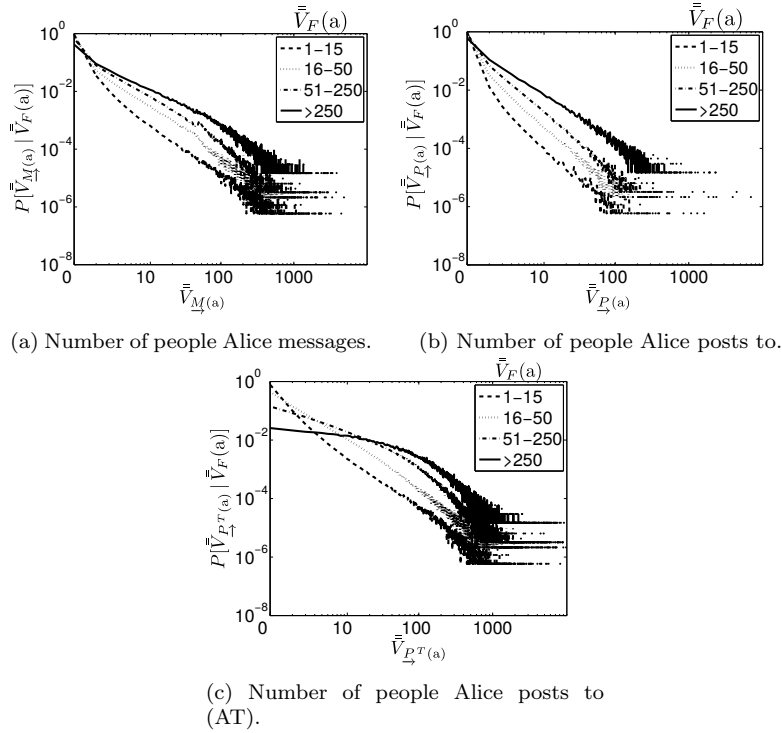 V̿_F(a)
10^0
10^-2
10^-4
10^-6
10^-8
P[V̿_M(a) | V̿_F(a)]
1−15
16−50
51−250
>250
0 10 100 1000
V̿_M(a)
(a) Number of people Alice messages.
V̿_F(a)
10^0
10^-2
10^-4
10^-6
10^-8
P[V̿_P(a) | V̿_F(a)]
1−15
16−50
51−250
>250
0 10 100 1000
V̿_P(a)
(b) Number of people Alice posts to.
V̿_F(a)
10^0
10^-2
10^-4
10^-6
10^-8
P[V̿_P^T(a) | V̿_F(a)]
1−15
16−50
51−250
>250
0 10 100 1000
V̿_P^T(a)
(c) Number of people Alice posts to
(AT).